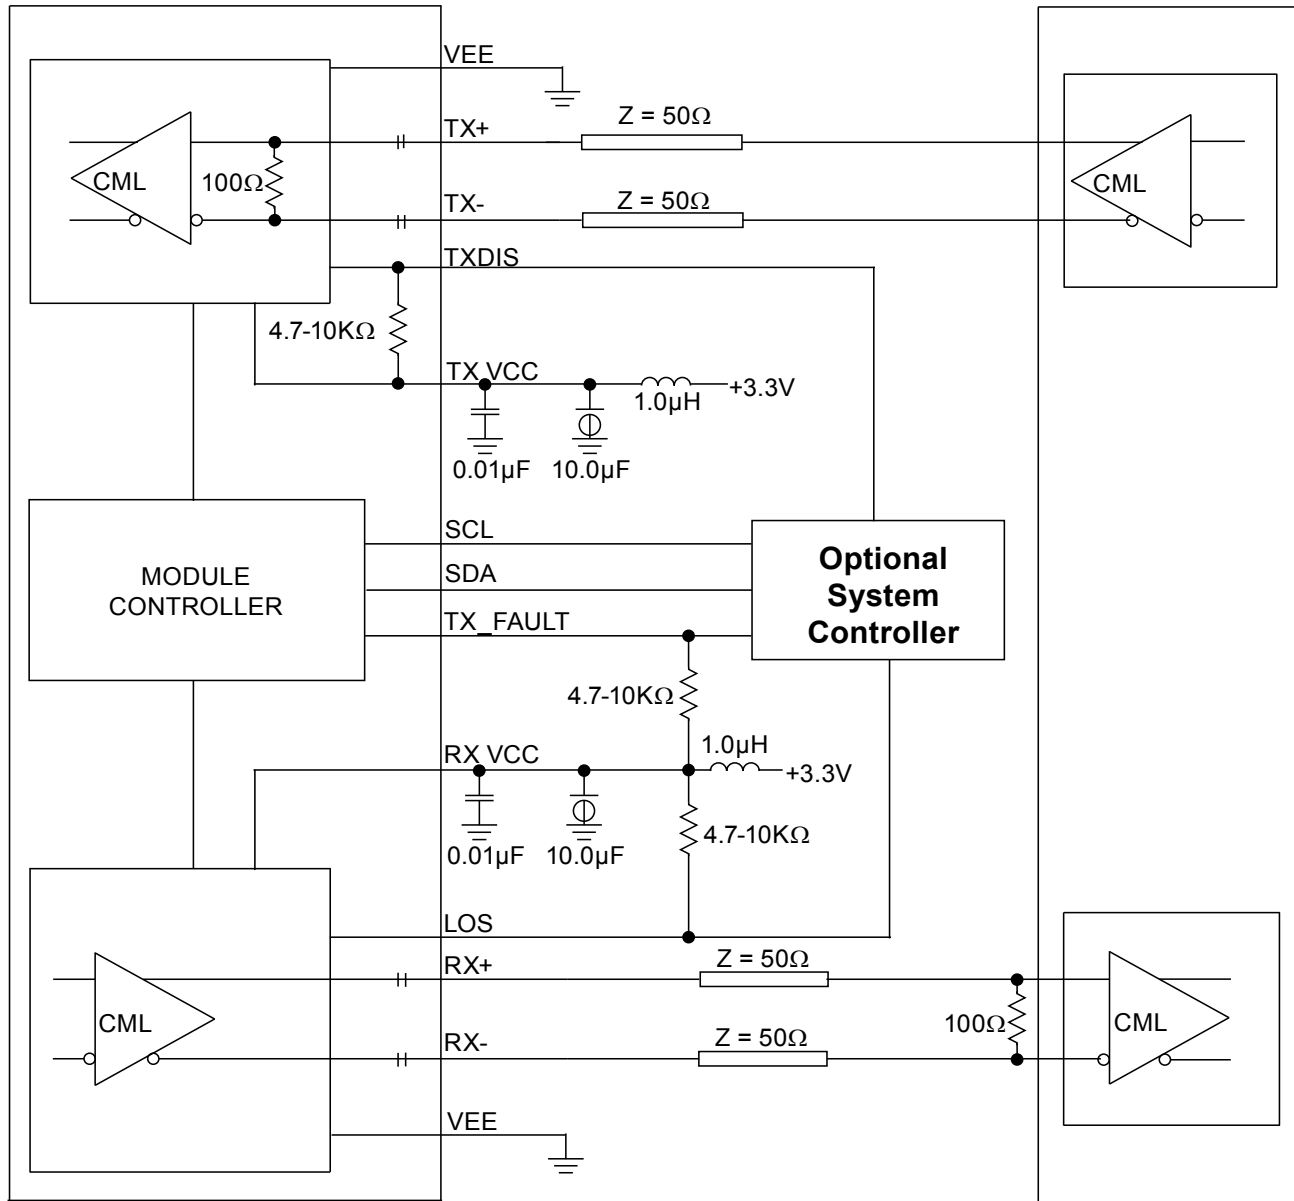 VEE
Z = 50Ω
TX+
CML
100Ω
CML
Z = 50Ω
TX-
TXDIS
4.7-10KΩ
TX VCC
+3.3V
1.0µH
0.01µF
10.0µF
SCL
MODULE
CONTROLLER
SDA
TX_FAULT
Optional
System
Controller
4.7-10KΩ
1.0µH
RX VCC
+3.3V
4.7-10KΩ
0.01µF
10.0µF
LOS
RX+
Z = 50Ω
CML
100Ω
CML
RX-
Z = 50Ω
VEE